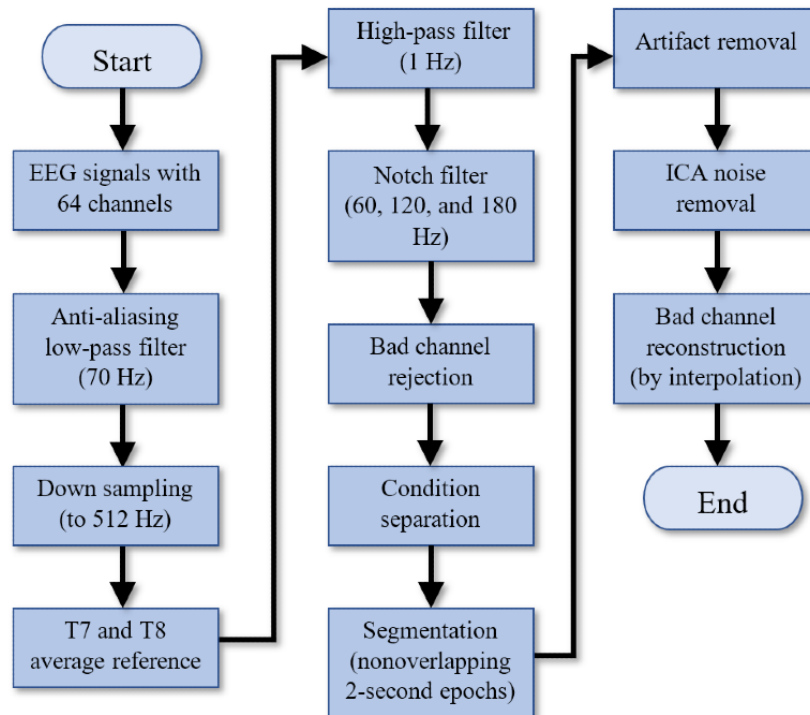 Start
EEG signals with
64 channels
Anti-aliasing
low-pass filter
(70 Hz)
Down sampling
(to 512 Hz)
T7 and T8
average reference
High-pass filter
(1 Hz)
Notch filter
(60, 120, and 180
Hz)
Bad channel
rejection
Condition
separation
Segmentation
(nonoverlapping
2-second epochs)
Artifact removal
ICA noise
removal
Bad channel
reconstruction
(by interpolation)
End